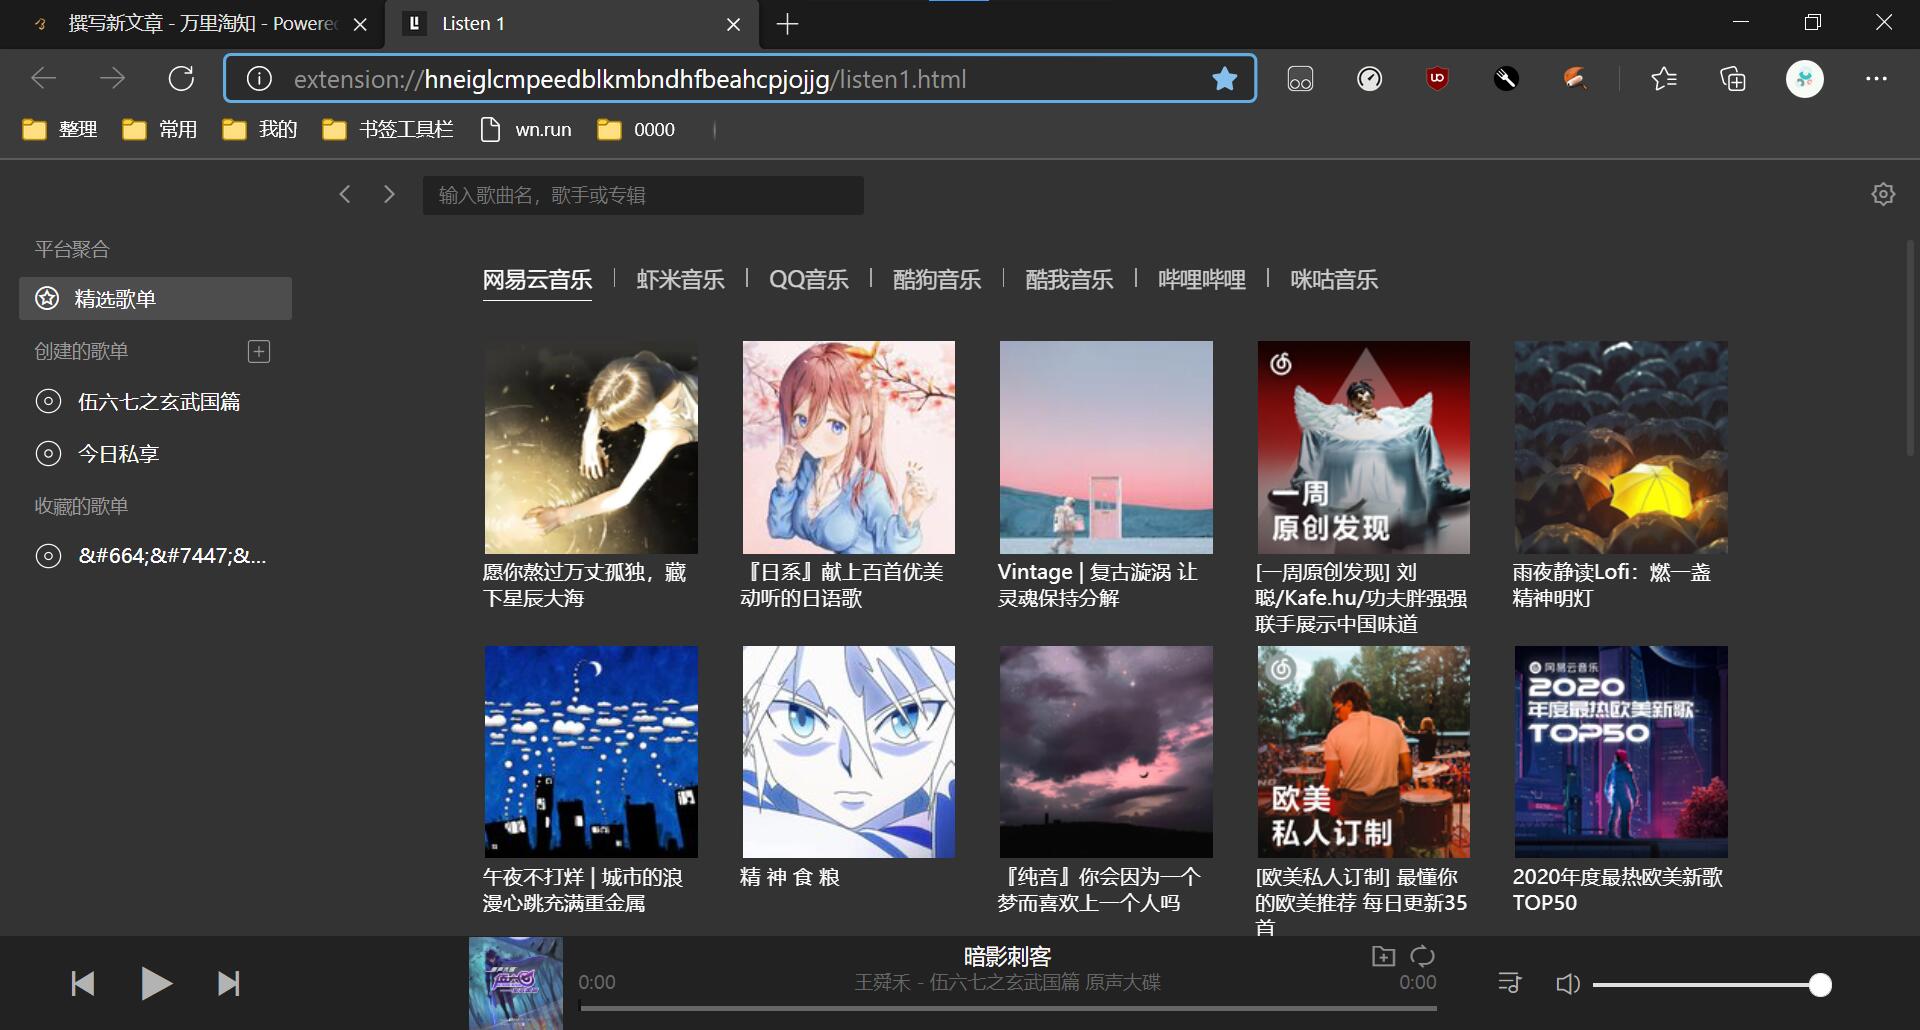 撰写新文章 - 万里淘知 - Powere
Listen 1
extension://hneiglcmpeedblkmbndhfbeahcpjojjg/listen1.html
整理
常用
我的
书签工具栏
wn.run
0000
输入歌曲名，歌手或专辑
平台聚合
精选歌单
创建的歌单
伍六七之玄武国篇
今日私享
收藏的歌单
&#664;&#7447;&...
网易云音乐
虾米音乐
QQ音乐
酷狗音乐
酷我音乐
哔哩哔哩
咪咕音乐
一周
原创发现
愿你熬过万丈孤独，藏
下星辰大海
『日系』献上百首优美
动听的日语歌
Vintage | 复古漩涡 让
灵魂保持分解
[一周原创发现] 刘
聪/Kafe.hu/功夫胖强强
联手展示中国味道
雨夜静读Lofi：燃一盏
精神明灯
欧美
私人订制
网易云音乐
2020
年度最热欧美新歌
TOP50
午夜不打烊 | 城市的浪
漫心跳充满重金属
精 神 食 粮
『纯音』你会因为一个
梦而喜欢上一个人吗
[欧美私人订制] 最懂你
的欧美推荐 每日更新35
首
2020年度最热欧美新歌
TOP50
暗影刺客
0:00
王舜禾 - 伍六七之玄武国篇 原声大碟
0:00